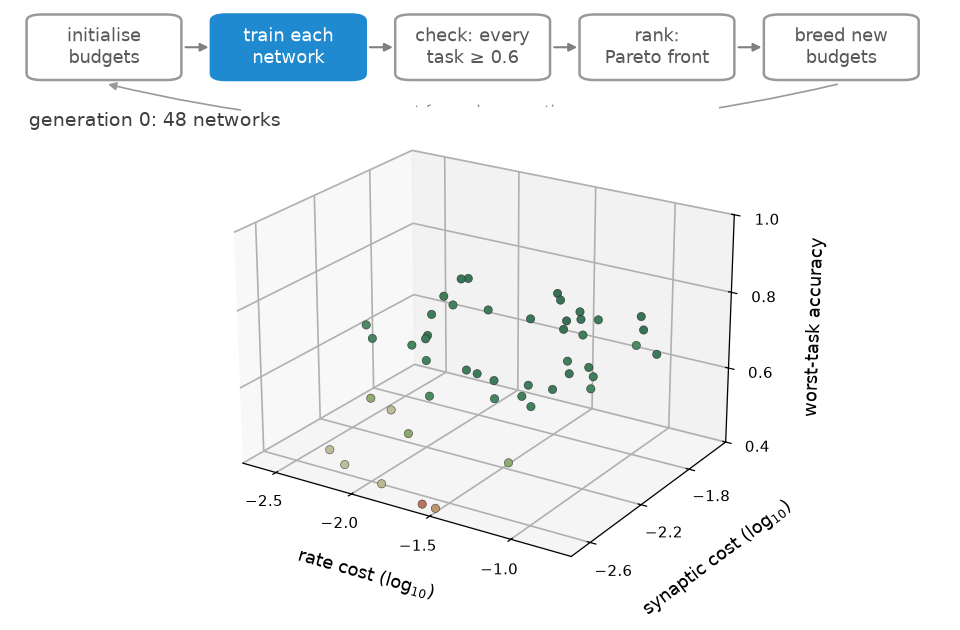 initialise
budgets
train each
network
check: every
task ≥ 0.6
rank:
Pareto front
breed new
budgets
generation 0: 48 networks
1.0
0.8
0.6
0.4
worst-task accuracy
−2.5
−2.0
−1.5
−1.0
rate cost (log₁₀)
−1.8
−2.2
−2.6
synaptic cost (log₁₀)